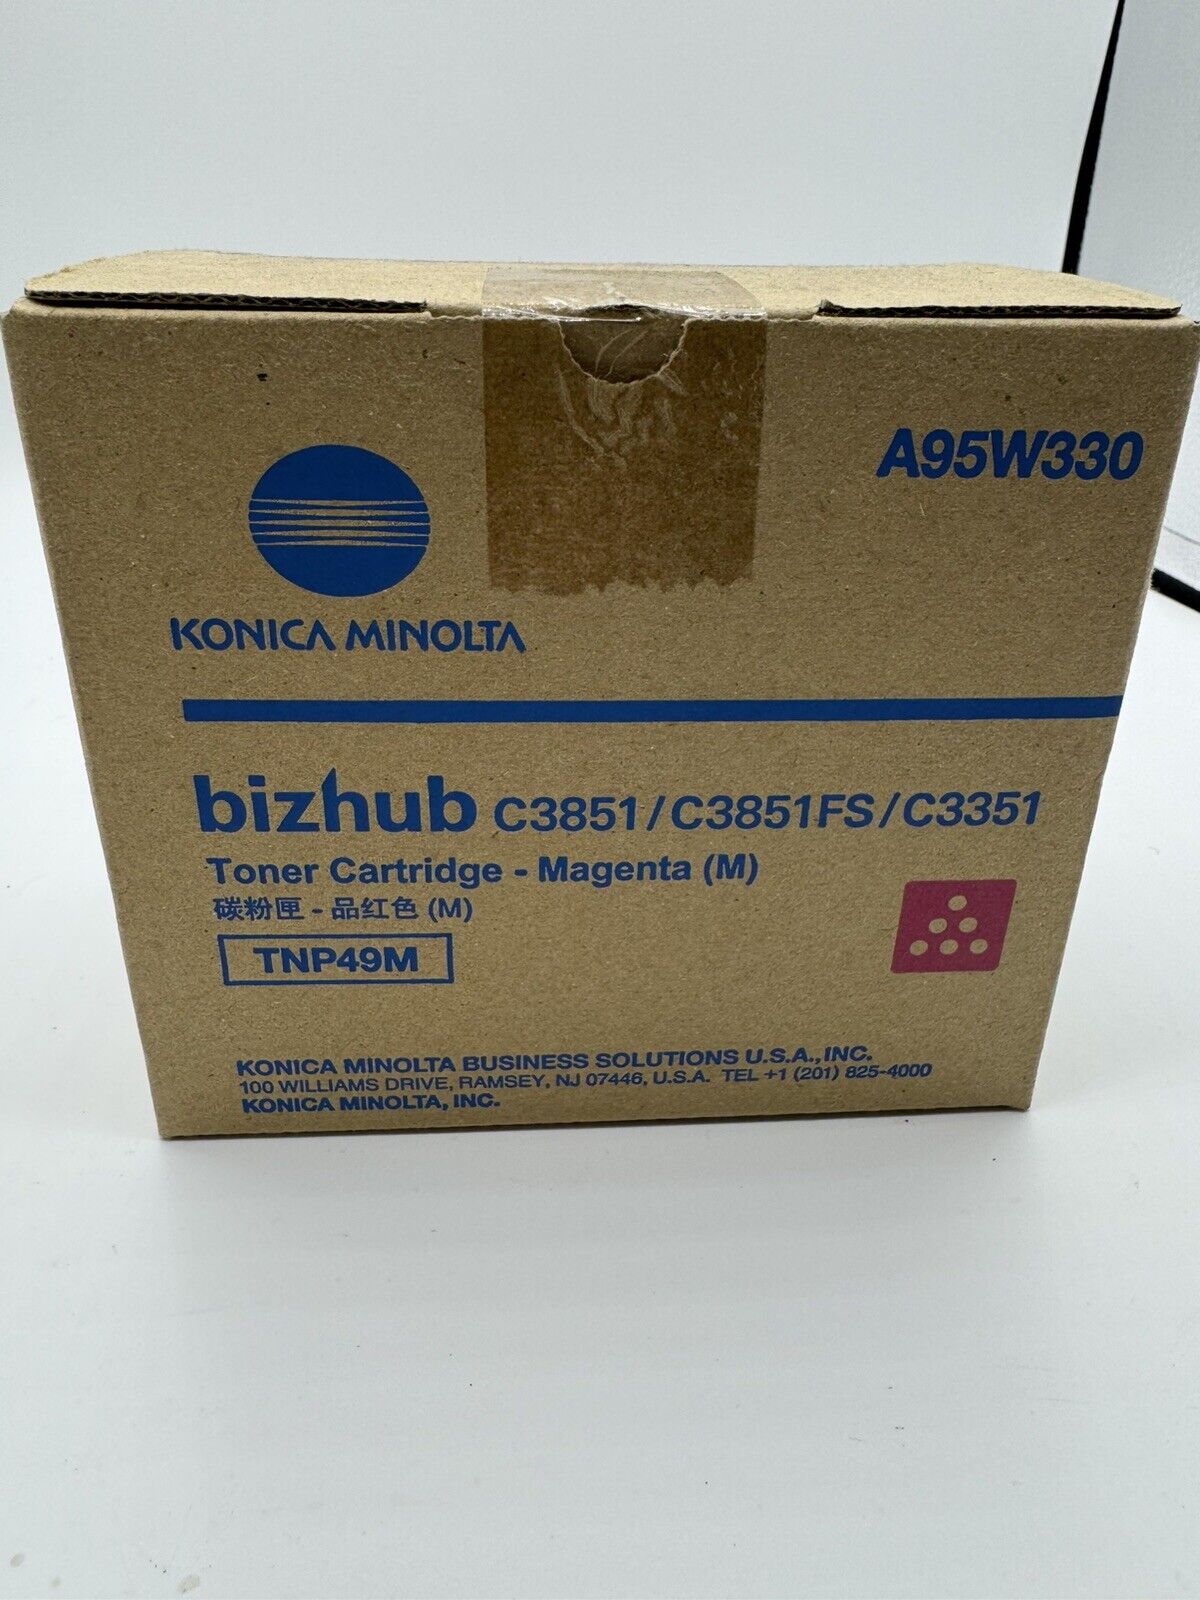 A95W330
KONICA MINOLTA
bizhub C3851/C3851FS/C3351
Toner Cartridge - Magenta (M)
碳粉匣 - 品红色 (M)
TNP49M
KONICA MINOLTA BUSINESS SOLUTIONS U.S.A., INC.
100 WILLIAMS DRIVE, RAMSEY, NJ 07446, U.S.A. TEL +1 (201) 825-4000
KONICA MINOLTA, INC.